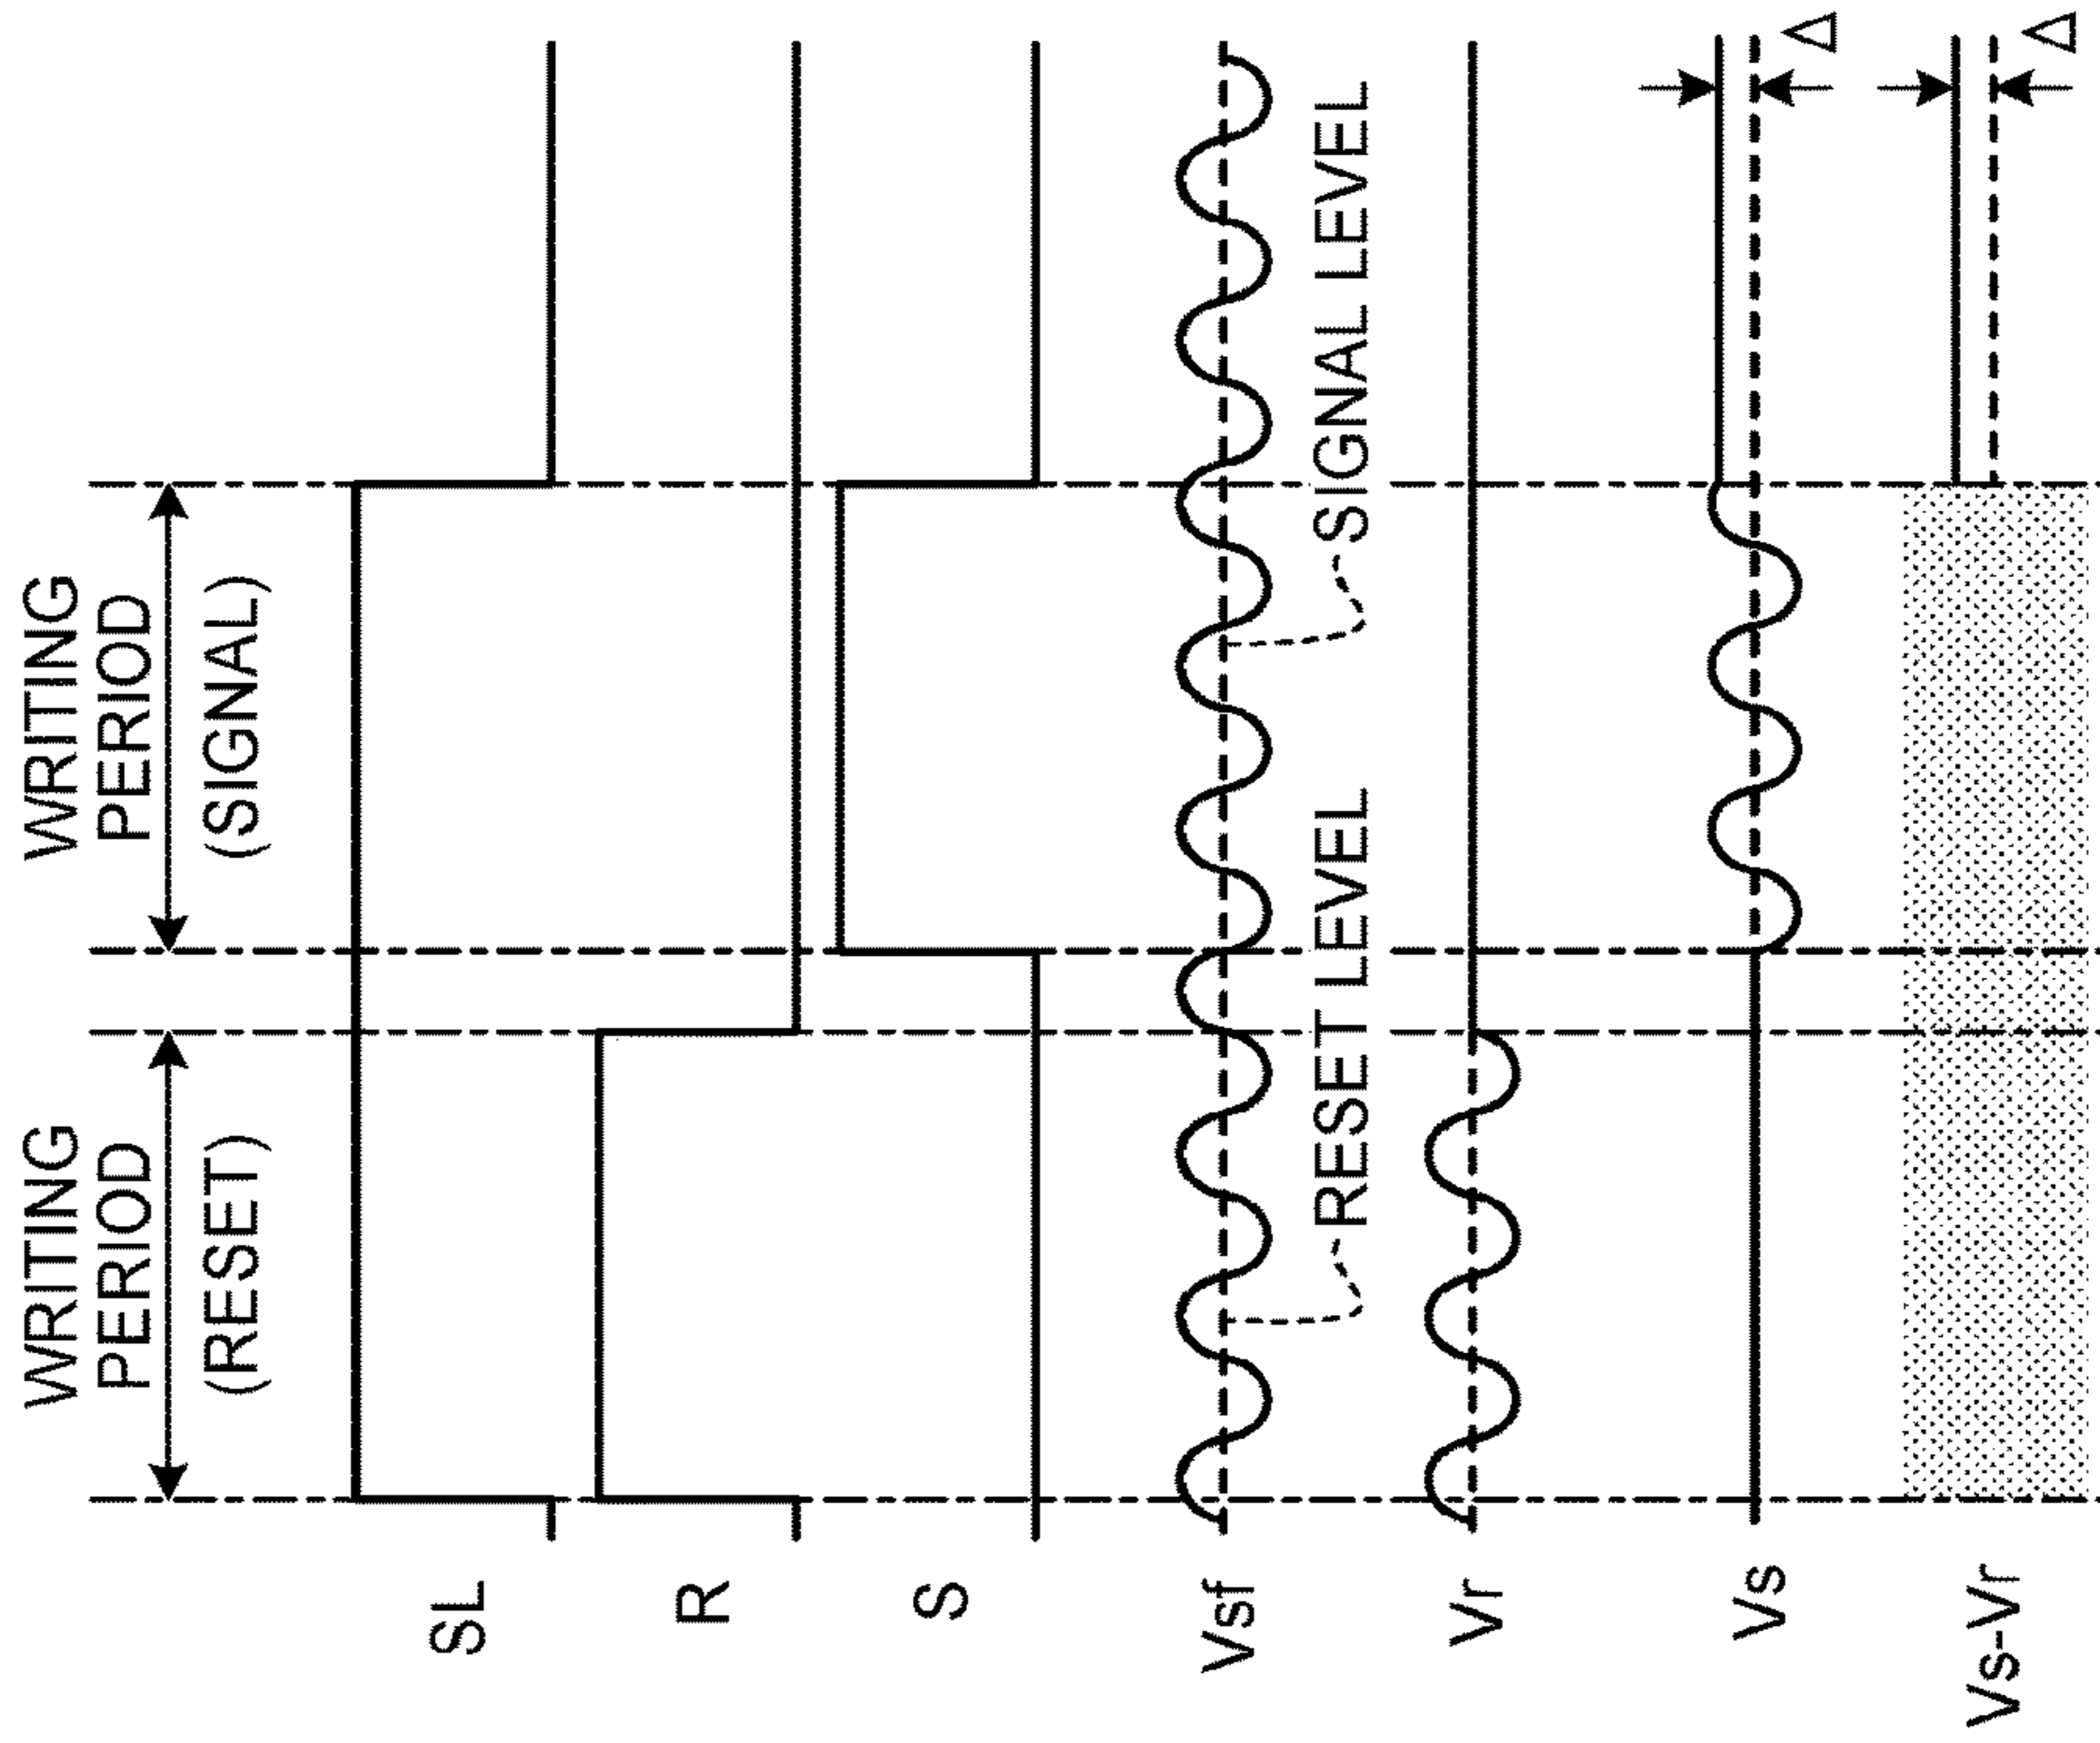 WRITING
PERIOD
(RESET)
WRITING
PERIOD
(SIGNAL)
SL
R
S
Vsf
RESET LEVEL
SIGNAL LEVEL
Vr
Vs
Δ
Vs-Vr
Δ